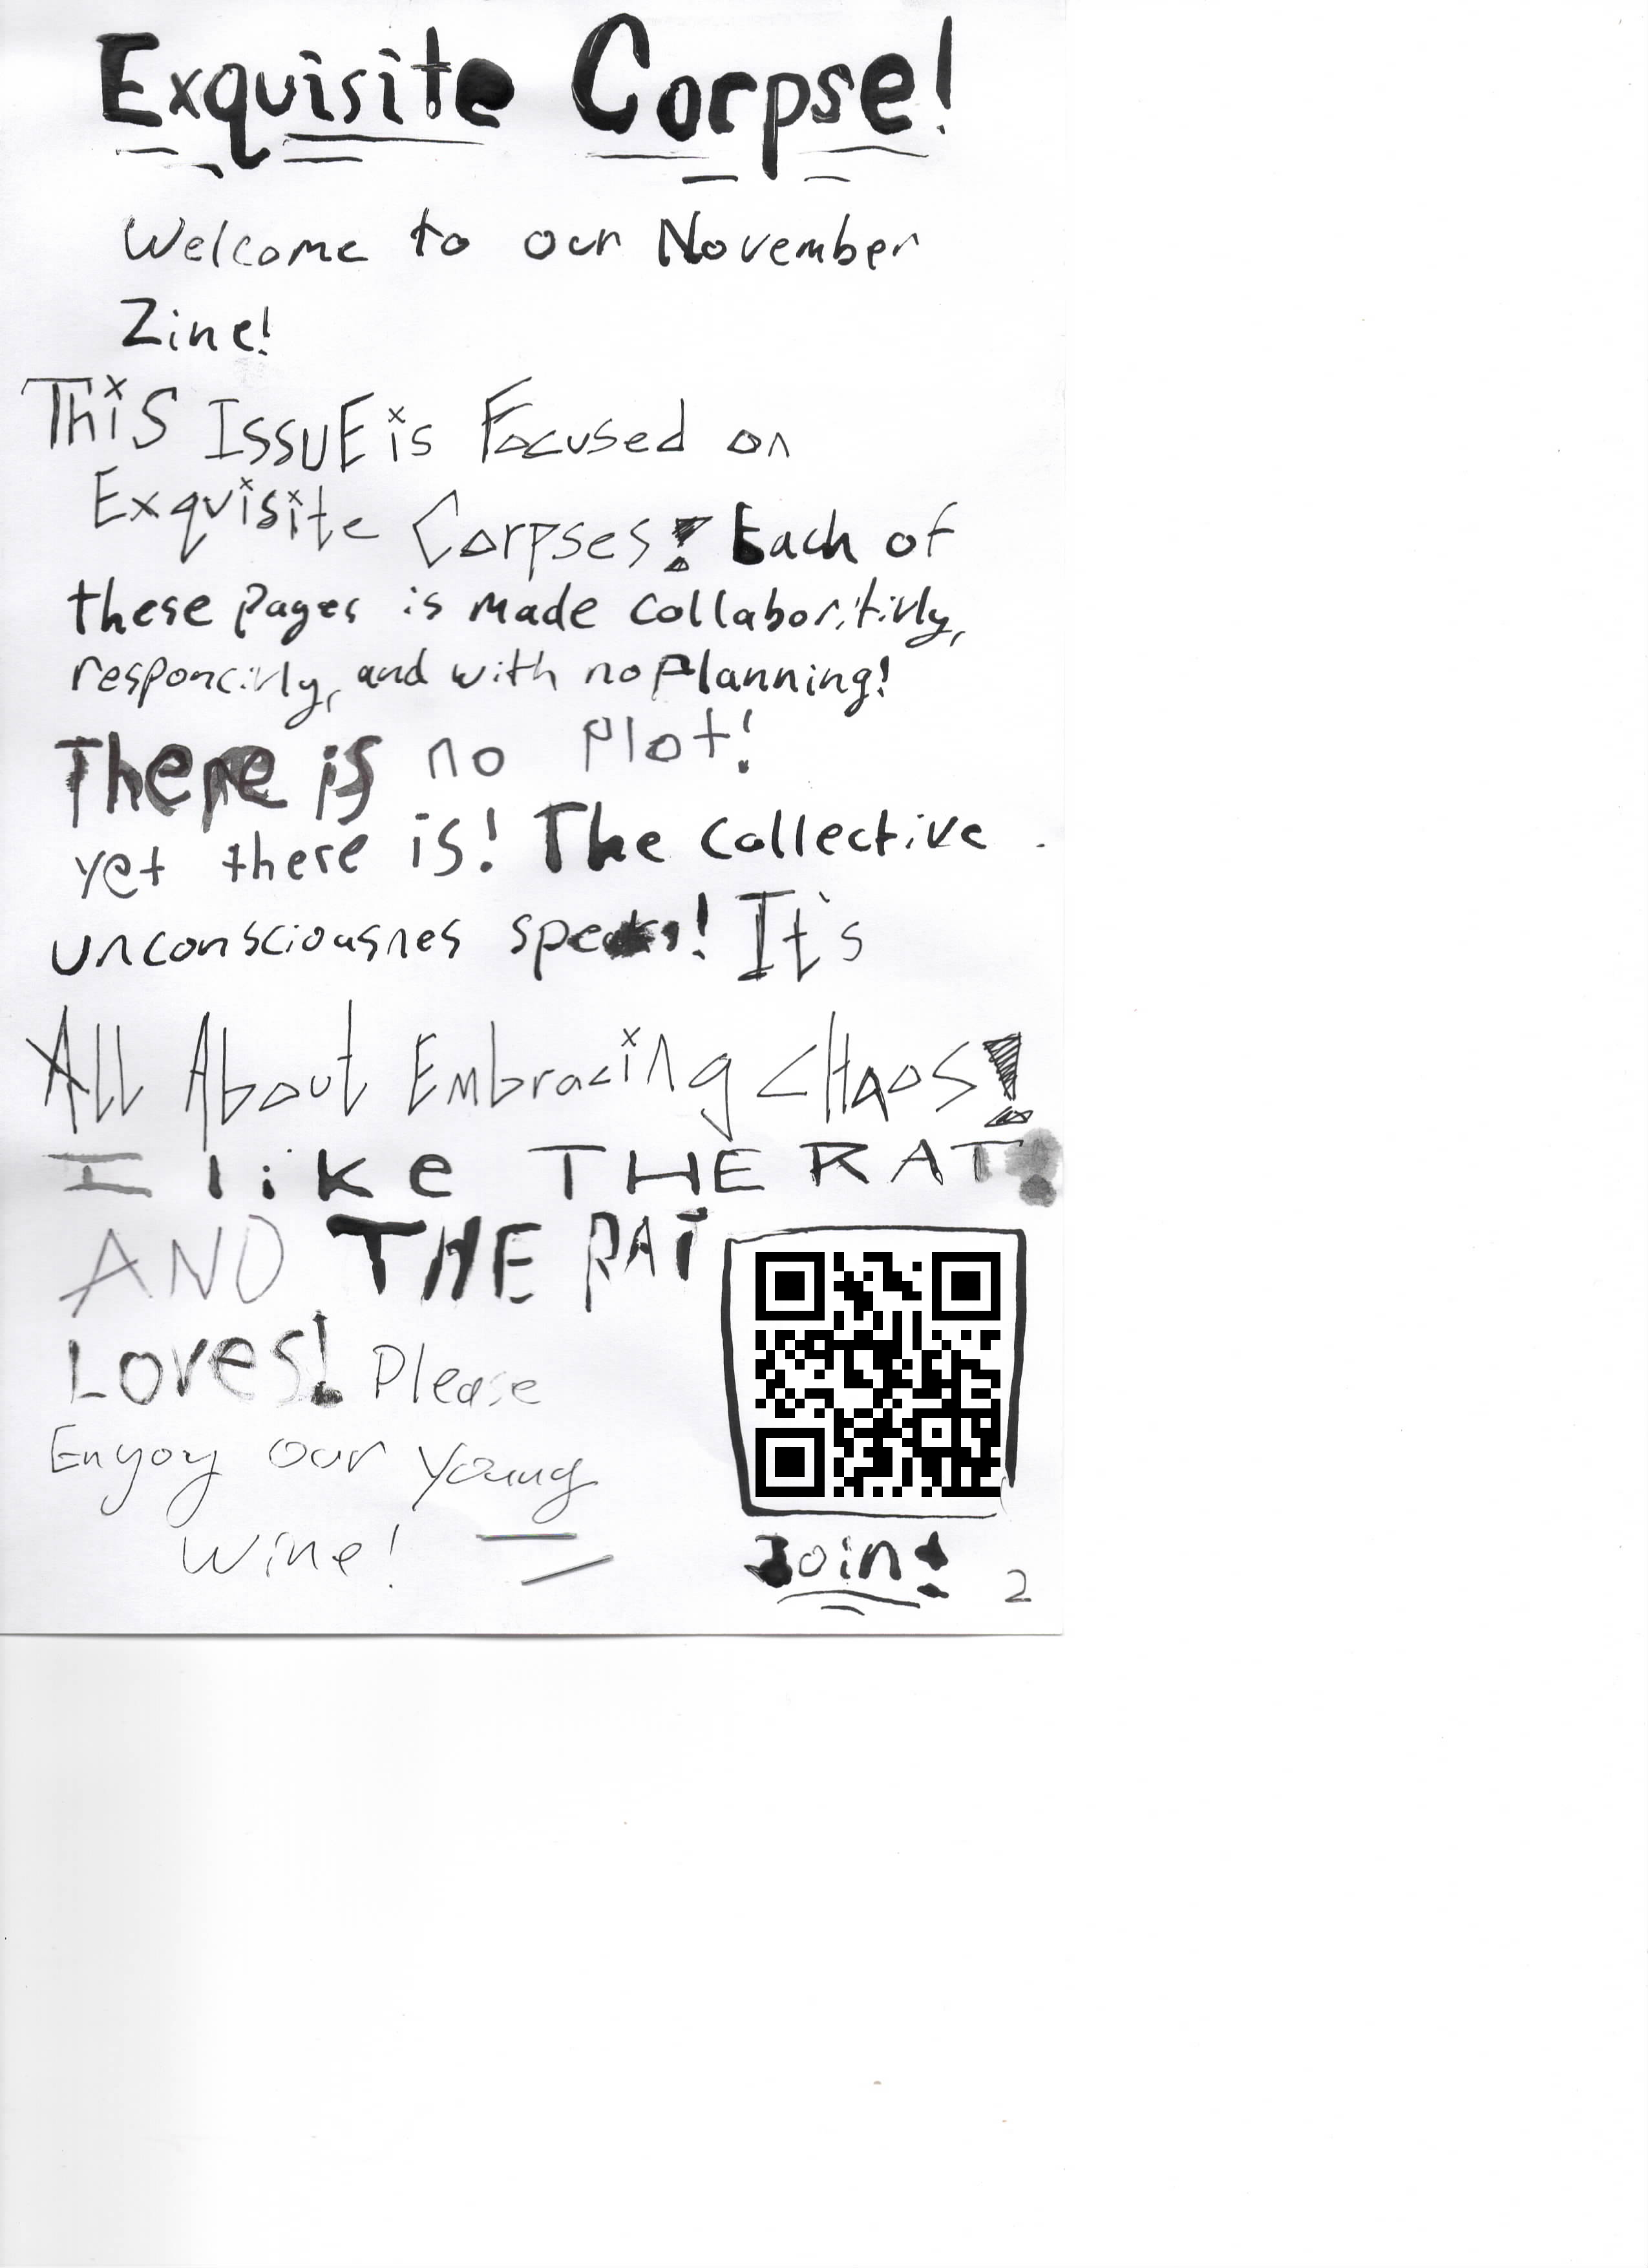 Exquisite Corpse!
Welcome to our November
Zine!
ThiS ISSUE is Focused on
Exquisite Corpses! Each of
these pages is made collaboritivly,
responcivly, and with no planning!
There is no plot!
yet there is! The collective
unconsciousnes speaks! It's
All About Embracing CHaos!
I like THE RAT!
AND THE RAT
Loves! Please
Enyoy our young
wine!
Join!
2